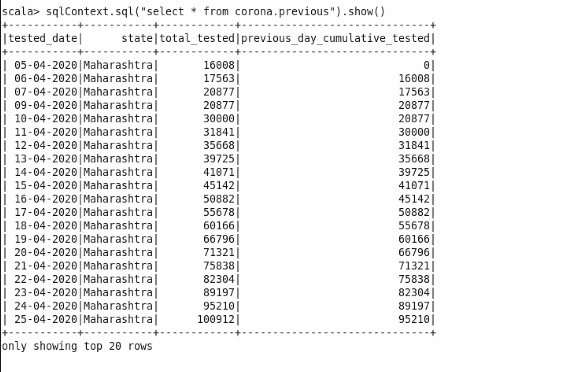 scala> sqlContext.sql("select * from corona.previous").show()
+-----------+-----------+------------+------------------------------+
|tested_date|      state|total_tested|previous_day_cumulative_tested|
+-----------+-----------+------------+------------------------------+
| 05-04-2020|Maharashtra|       16008|                             0|
| 06-04-2020|Maharashtra|       17563|                         16008|
| 07-04-2020|Maharashtra|       20877|                         17563|
| 09-04-2020|Maharashtra|       20877|                         20877|
| 10-04-2020|Maharashtra|       30000|                         20877|
| 11-04-2020|Maharashtra|       31841|                         30000|
| 12-04-2020|Maharashtra|       35668|                         31841|
| 13-04-2020|Maharashtra|       39725|                         35668|
| 14-04-2020|Maharashtra|       41071|                         39725|
| 15-04-2020|Maharashtra|       45142|                         41071|
| 16-04-2020|Maharashtra|       50882|                         45142|
| 17-04-2020|Maharashtra|       55678|                         50882|
| 18-04-2020|Maharashtra|       60166|                         55678|
| 19-04-2020|Maharashtra|       66796|                         60166|
| 20-04-2020|Maharashtra|       71321|                         66796|
| 21-04-2020|Maharashtra|       75838|                         71321|
| 22-04-2020|Maharashtra|       82304|                         75838|
| 23-04-2020|Maharashtra|       89197|                         82304|
| 24-04-2020|Maharashtra|       95210|                         89197|
| 25-04-2020|Maharashtra|      100912|                         95210|
+-----------+-----------+------------+------------------------------+
only showing top 20 rows